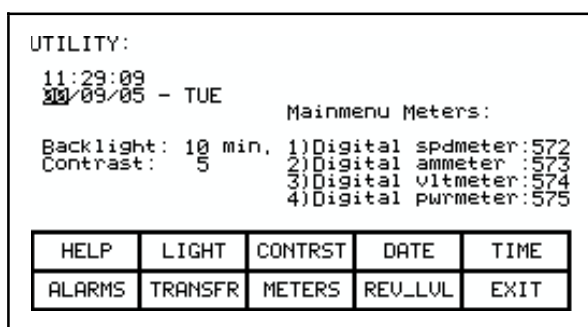 UTILITY:
11:29:09
00/09/05 - TUE
Mainmenu Meters:
Backlight: 10 min.
Contrast: 5
1)Digital spdmeter:572
2)Digital ammeter :573
3)Digital vltmeter:574
4)Digital pwrmeter:575
HELP LIGHT CONTRST DATE TIME
ALARMS TRANSFR METERS REV_LVL EXIT